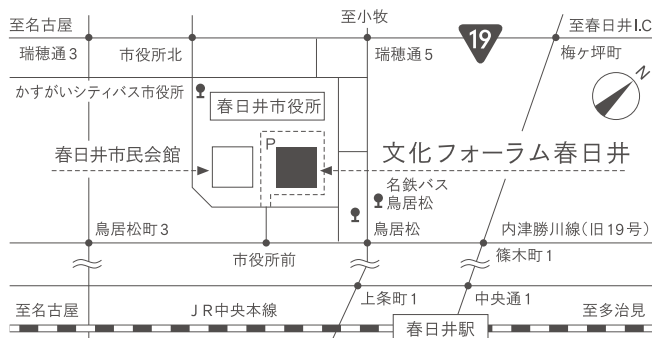 至名古屋
至小牧
至春日井I.C
瑞穂通3
市役所北
瑞穂通5
19
梅ヶ坪町
N
かすがいシティバス市役所
春日井市役所
春日井市民会館
P
文化フォーラム春日井
名鉄バス
鳥居松
鳥居松町3
市役所前
鳥居松
内津勝川線(旧19号)
篠木町1
上条町1
中央通1
至名古屋
JR中央本線
春日井駅
至多治見